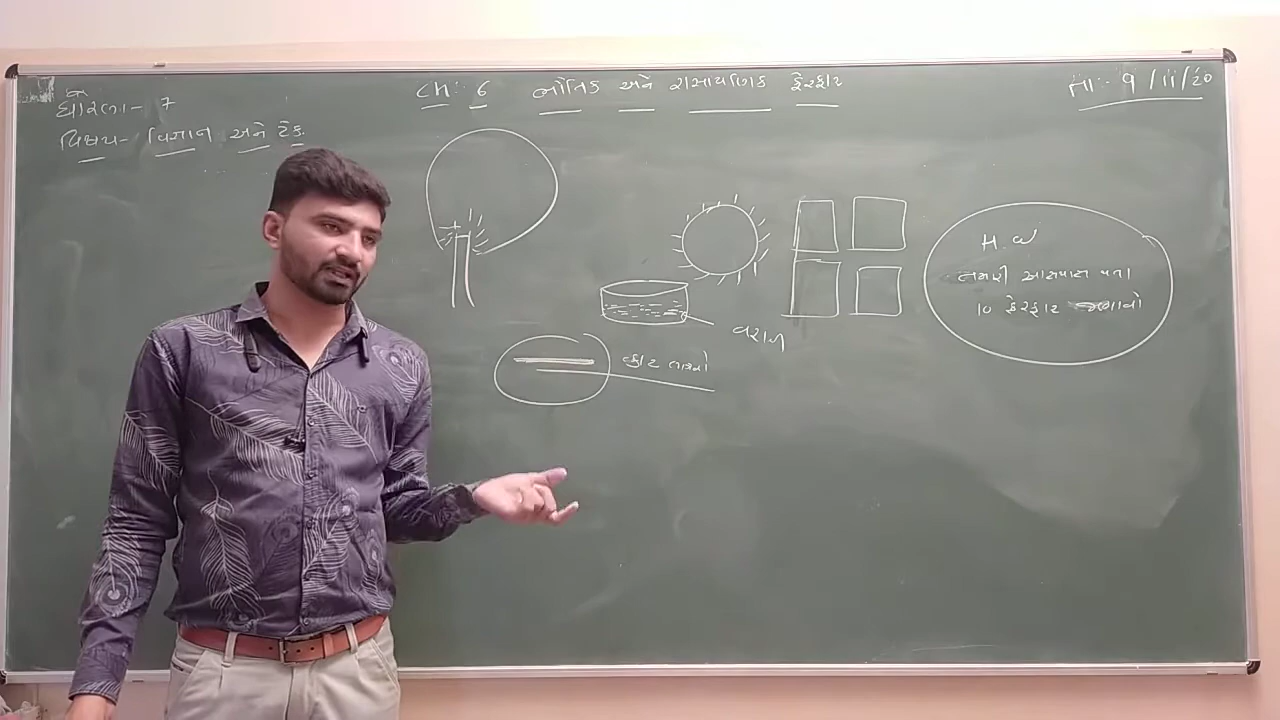 ધોરણ - 7
CH : 6 ભૌતિક અને રાસાયણિક ફેરફાર
તા :- 9/11/20
વિષય - વિજ્ઞાન અને ટેક.
વરાળ
કાટ લાગવો
H.W
તમારી આસપાસ થતા
10 ફેરફાર જણાવો